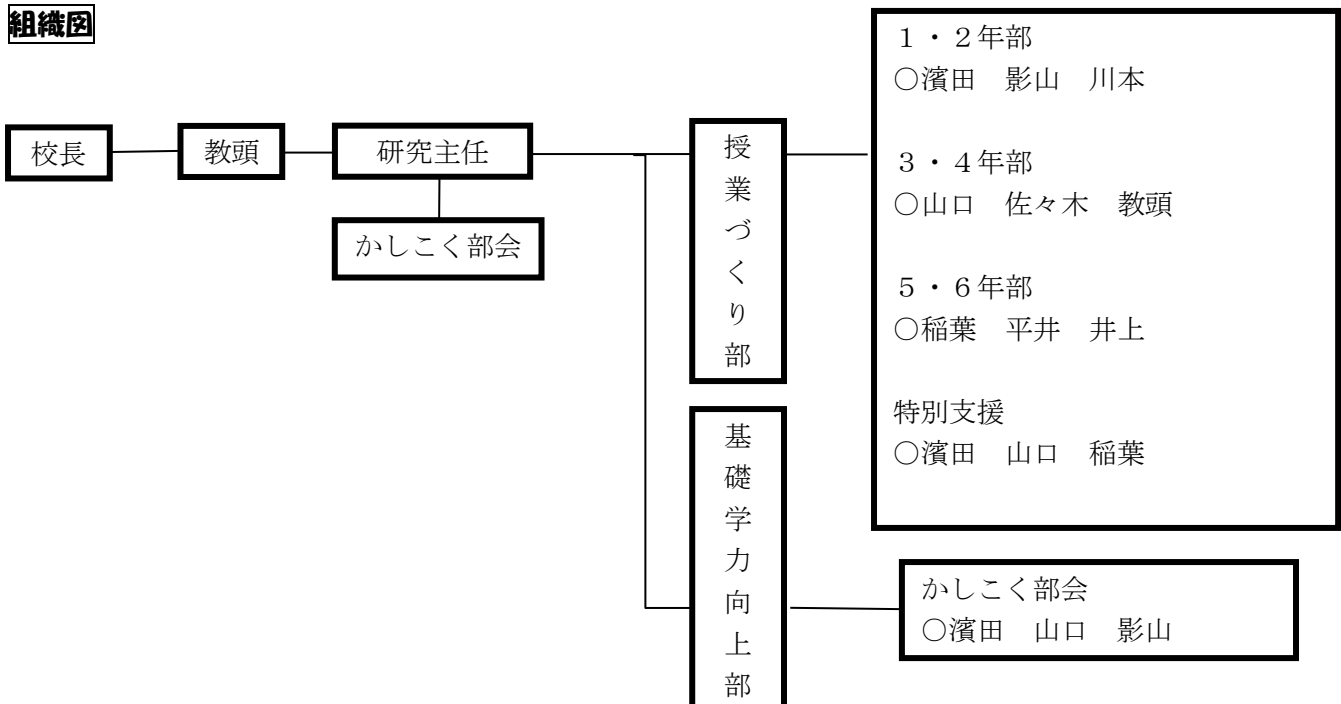 組織図
校長
教頭
研究主任
かしこく部会
授業づくり部
1・2年部
○濱田　影山　川本
3・4年部
○山口　佐々木　教頭
5・6年部
○稲葉　平井　井上
特別支援
○濱田　山口　稲葉
基礎学力向上部
かしこく部会
○濱田　山口　影山